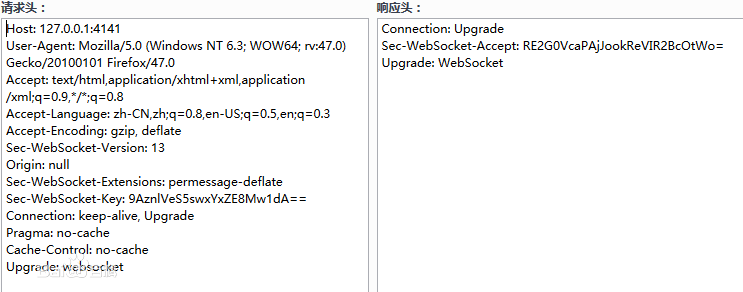 请求头：
Host: 127.0.0.1:4141
User-Agent: Mozilla/5.0 (Windows NT 6.3; WOW64; rv:47.0)
Gecko/20100101 Firefox/47.0
Accept: text/html,application/xhtml+xml,application
/xml;q=0.9,*/*;q=0.8
Accept-Language: zh-CN,zh;q=0.8,en-US;q=0.5,en;q=0.3
Accept-Encoding: gzip, deflate
Sec-WebSocket-Version: 13
Origin: null
Sec-WebSocket-Extensions: permessage-deflate
Sec-WebSocket-Key: 9AznlVeS5swxYxZE8Mw1dA==
Connection: keep-alive, Upgrade
Pragma: no-cache
Cache-Control: no-cache
Upgrade: websocket
响应头：
Connection: Upgrade
Sec-WebSocket-Accept: RE2G0VcaPAjJookReVIR2BcOtWo=
Upgrade: WebSocket